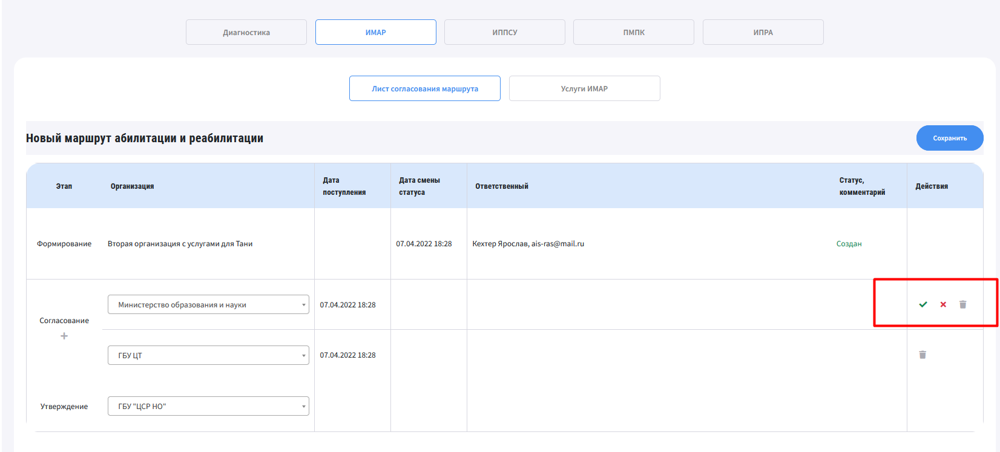 Диагностика
ИМАР
ИППСУ
ПМПК
ИПРА
Лист согласования маршрута
Услуги ИМАР
Новый маршрут абилитации и реабилитации
Сохранить
Этап
Организация
Дата
поступления
Дата смены
статуса
Ответственный
Статус,
комментарий
Действия
Формирование
Вторая организация с услугами для Тани
07.04.2022 18:28
Кехтер Ярослав, ais-ras@mail.ru
Создан
Согласование
Министерство образования и науки
07.04.2022 18:28
ГБУ ЦТ
07.04.2022 18:28
Утверждение
ГБУ "ЦСР НО"